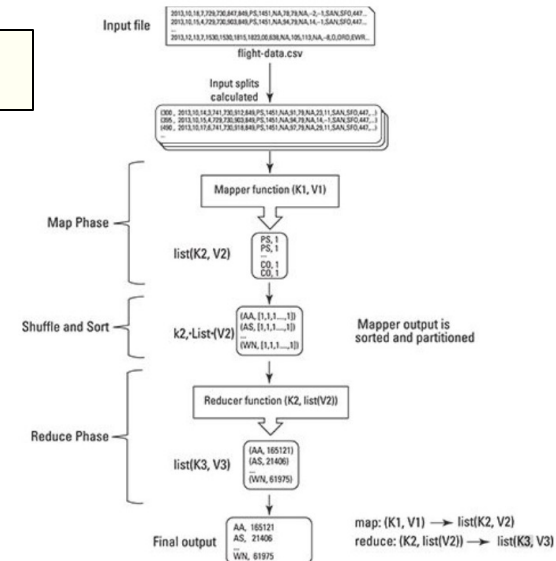 Input file
2013,10,18,7,729,730,847,849,PS,1451,NA,78,79,NA,-2,-1,SAN,SFO,447...
2013,10,15,4,729,730,903,849,PS,1451,NA,94,79,NA,14,-1,SAN,SFO,447...
...
2013,12,13,7,1530,1530,1815,1823,00,638,NA,105,113,NA,-8,0,ORD,EWR...
flight-data.csv
Input splits
calculated
(300, 2013,10,14,3,741,730,912,849,PS,1451,NA,91,79,NA,23,11,SAN,SFO,447,...)
(395, 2013,10,15,4,729,730,903,849,PS,1451,NA,94,79,NA,14,-1,SAN,SFO,447,...)
(490, 2013,10,17,6,741,730,918,849,PS,1451,NA,97,79,NA,29,11,SAN,SFO,447,...)
...
Mapper function (K1, V1)
Map Phase
list(K2, V2)
PS, 1
PS, 1
...
CO, 1
CO, 1
Shuffle and Sort
k2,·List·(V2)
(AA, [1,1,1...,1])
(AS, [1,1,1...,1])
...
(WN, [1,1,1...,1])
Mapper output is
sorted and partitioned
Reducer function (K2, list(V2))
Reduce Phase
list(K3, V3)
(AA, 165121)
(AS, 21406)
...
(WN, 61975)
Final output
AA, 165121
AS, 21406
...
WN, 61975
map: (K1, V1) → list(K2, V2)
reduce: (K2, list(V2)) → list(K3, V3)